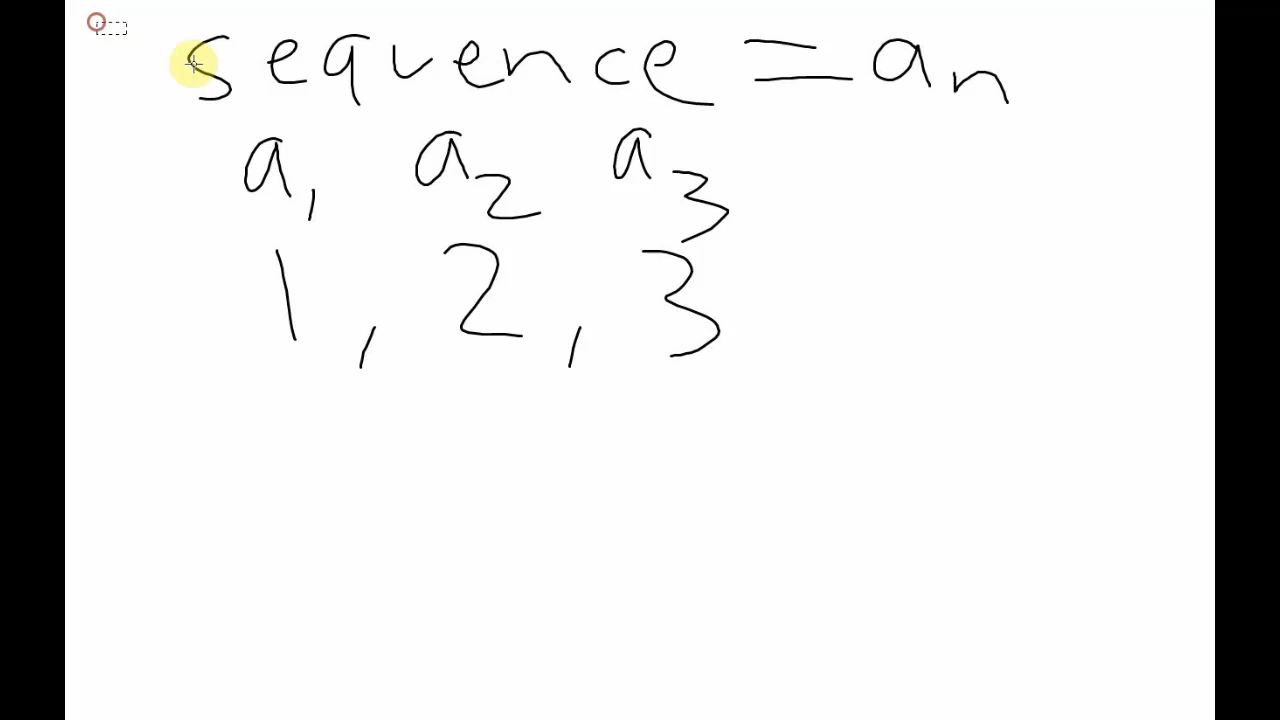 sequence = aₙ
a₁ a₂ a₃
1, 2, 3